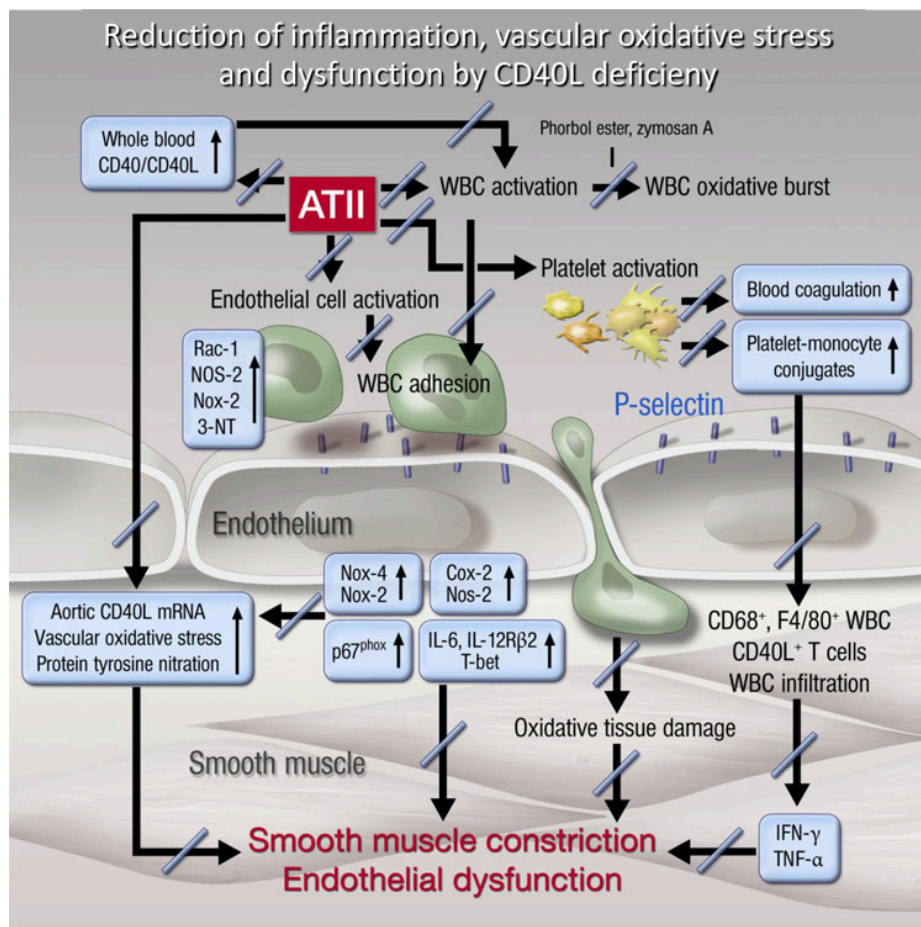 Reduction of inflammation, vascular oxidative stress
and dysfunction by CD40L deficieny
Whole blood
CD40/CD40L
Phorbol ester, zymosan A
ATII
WBC activation
WBC oxidative burst
Platelet activation
Endothelial cell activation
Blood coagulation
Rac-1
NOS-2
Nox-2
3-NT
WBC adhesion
Platelet-monocyte
conjugates
P-selectin
Endothelium
Nox-4
Nox-2
Cox-2
Nos-2
Aortic CD40L mRNA
Vascular oxidative stress
Protein tyrosine nitration
p67phox
IL-6, IL-12Rβ2
T-bet
CD68+, F4/80+ WBC
CD40L+ T cells
WBC infiltration
Oxidative tissue damage
Smooth muscle
Smooth muscle constriction
Endothelial dysfunction
IFN-γ
TNF-α